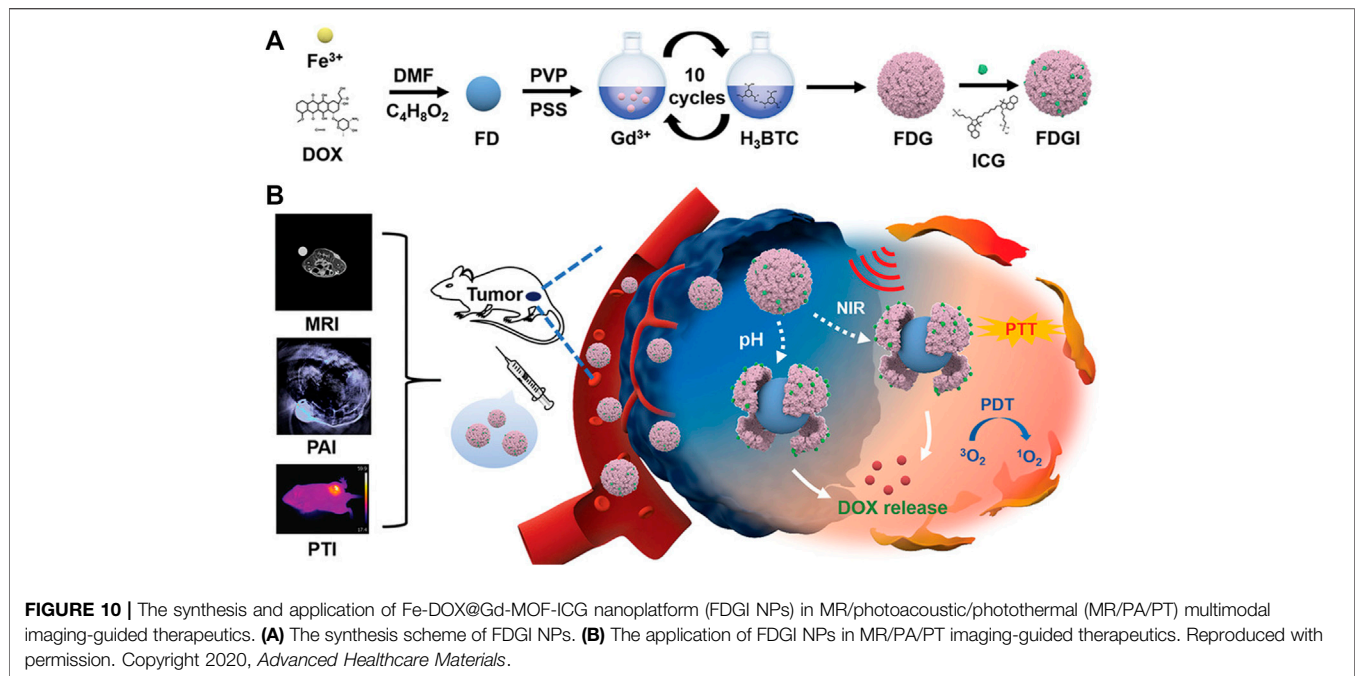 A
Fe³⁺
DOX
DMF
C₄H₈O₂
FD
PVP
PSS
Gd³⁺
10
cycles
H₃BTC
FDG
ICG
FDGI
B
MRI
PAI
59.9
17.4
PTI
Tumor
pH
NIR
PTT
PDT
³O₂
¹O₂
DOX release
FIGURE 10 | The synthesis and application of Fe-DOX@Gd-MOF-ICG nanoplatform (FDGI NPs) in MR/photoacoustic/photothermal (MR/PA/PT) multimodal
imaging-guided therapeutics. (A) The synthesis scheme of FDGI NPs. (B) The application of FDGI NPs in MR/PA/PT imaging-guided therapeutics. Reproduced with
permission. Copyright 2020, Advanced Healthcare Materials.